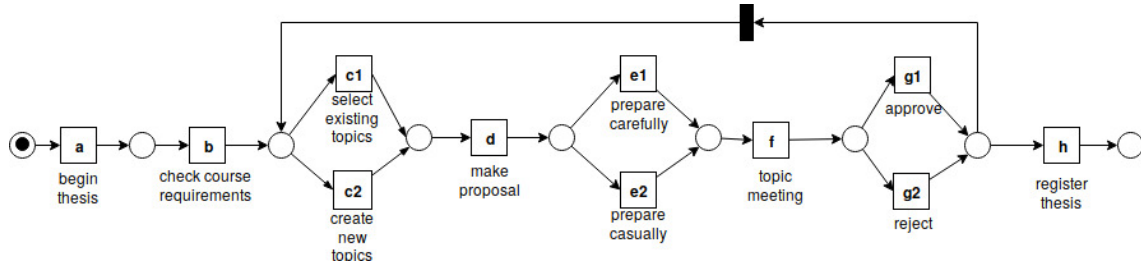 a
begin
thesis
b
check course
requirements
c1
select
existing
topics
c2
create
new
topics
d
make
proposal
e1
prepare
carefully
e2
prepare
casually
f
topic
meeting
g1
approve
g2
reject
h
register
thesis